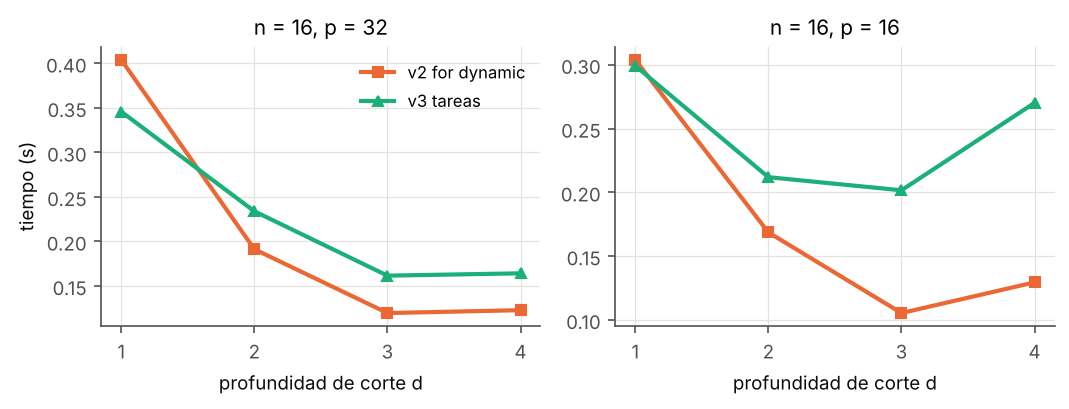 n = 16, p = 32
tiempo (s)
0.40
0.35
0.30
0.25
0.20
0.15
v2 for dynamic
v3 tareas
1 2 3 4
profundidad de corte d
n = 16, p = 16
0.30
0.25
0.20
0.15
0.10
1 2 3 4
profundidad de corte d